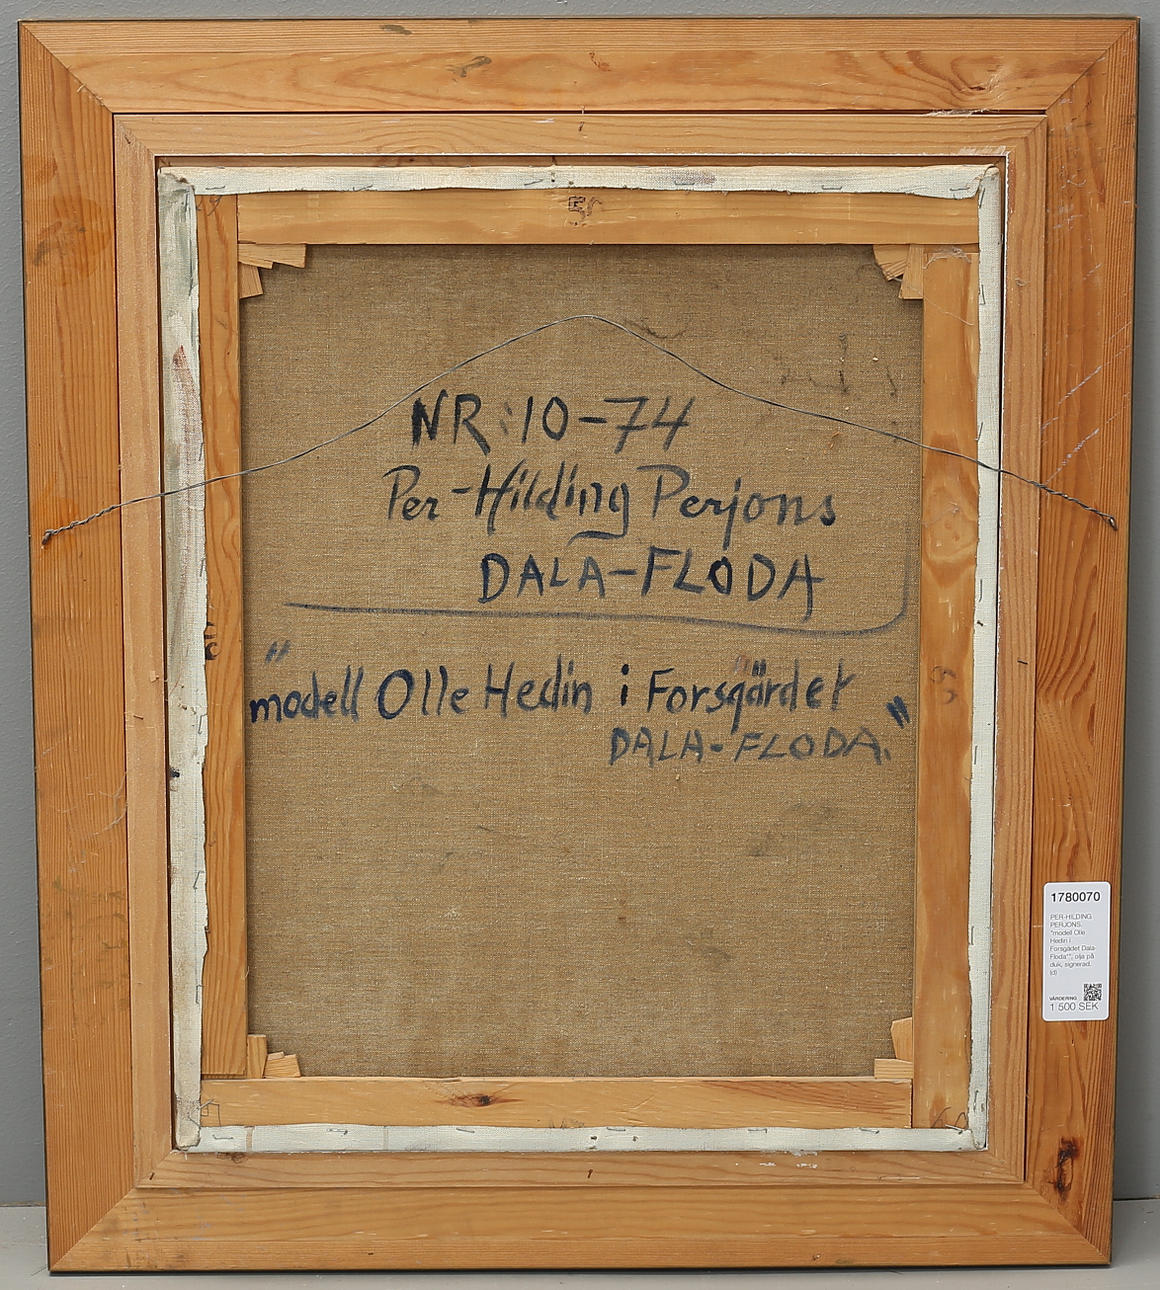 NR:10-74
Per-Hilding Perjons
DALA-FLODA
"modell Olle Hedin i Forsgärdet
DALA-FLODA."
1780070
PER-HILDING
PERJONS.
"modell Olle
Hedin i
Forsgädet Dala-
Floda"", olja på
duk, signerad.
(d)
VÄRDERING
1 500 SEK